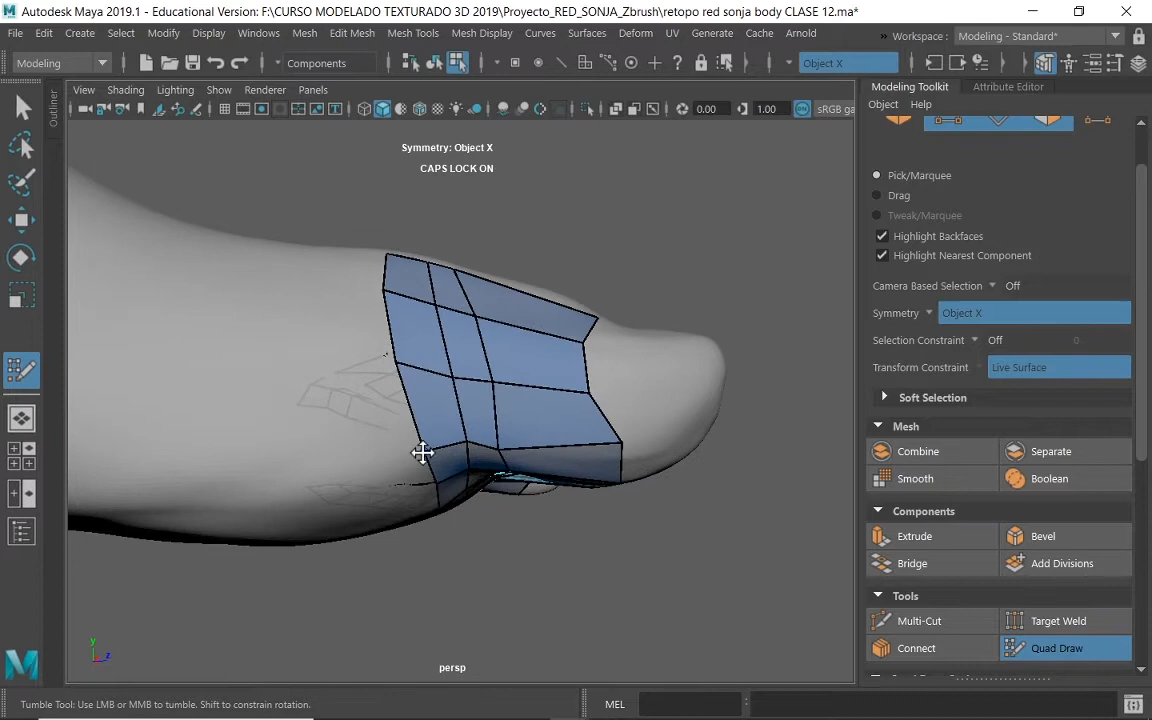 Autodesk Maya 2019.1 - Educational Version: F:\CURSO MODELADO TEXTURADO 3D 2019\Proyecto_RED_SONJA_Zbrush\retopo red sonja body CLASE 12.ma*
File Edit Create Select Modify Display Windows Mesh Edit Mesh Mesh Tools Mesh Display Curves Surfaces Deform UV Generate Cache Arnold » Workspace : Modeling - Standard*
Modeling Components Object X
View Shading Lighting Show Renderer Panels
Modeling Toolkit Attribute Editor
Object Help
0.00 1.00 sRGB ga
Outliner
Symmetry: Object X
CAPS LOCK ON
Pick/Marquee
Drag
Tweak/Marquee
Highlight Backfaces
Highlight Nearest Component
Camera Based Selection Off
Symmetry Object X
Selection Constraint Off 0
Transform Constraint Live Surface
Soft Selection
Mesh
Combine Separate
Smooth Boolean
Components
Extrude Bevel
Bridge Add Divisions
Tools
Multi-Cut Target Weld
Connect Quad Draw
y
z
persp
Tumble Tool: Use LMB or MMB to tumble. Shift to constrain rotation. MEL